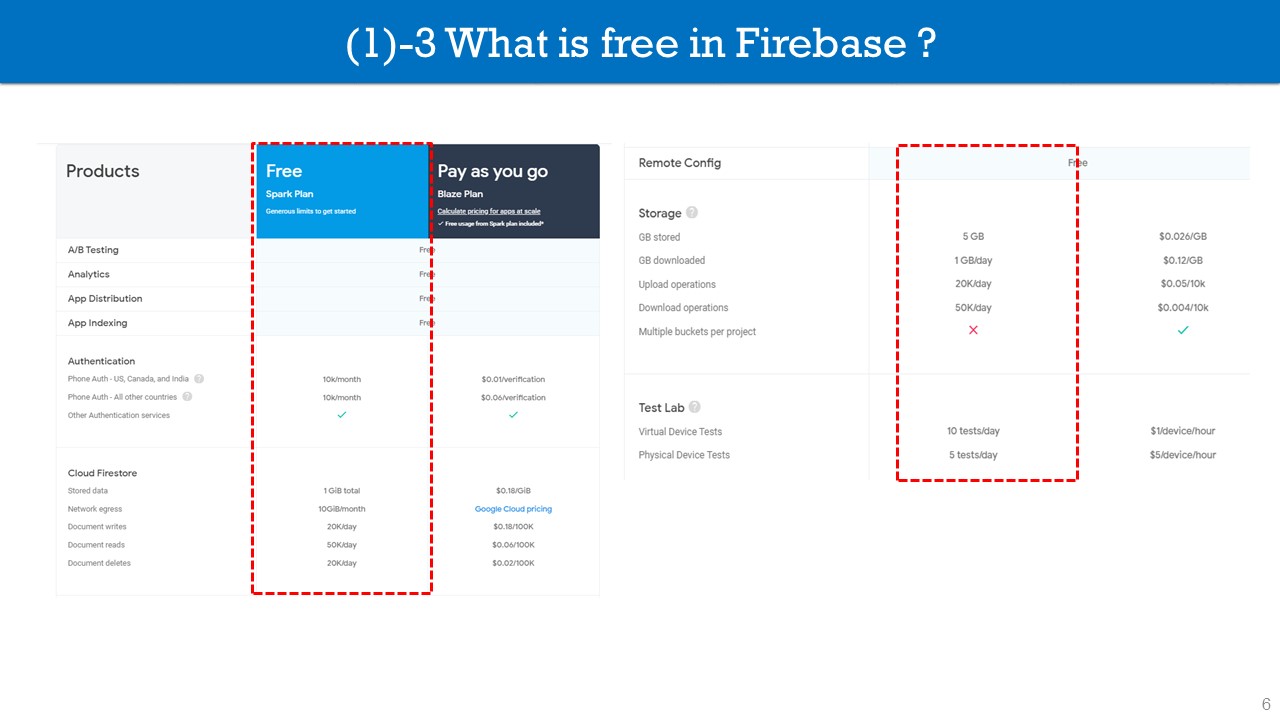 (1)-3 What is free in Firebase ?
Products
Free
Spark Plan
Generous limits to get started
Pay as you go
Blaze Plan
Calculate pricing for apps at scale
✓ Free usage from Spark plan included*
A/B Testing Free
Analytics Free
App Distribution Free
App Indexing Free
Authentication
Phone Auth - US, Canada, and India ? 10k/month $0.01/verification
Phone Auth - All other countries ? 10k/month $0.06/verification
Other Authentication services ✓ ✓
Cloud Firestore
Stored data 1 GiB total $0.18/GiB
Network egress 10GiB/month Google Cloud pricing
Document writes 20K/day $0.18/100K
Document reads 50K/day $0.06/100K
Document deletes 20K/day $0.02/100K
Remote Config Free
Storage ?
GB stored 5 GB $0.026/GB
GB downloaded 1 GB/day $0.12/GB
Upload operations 20K/day $0.05/10k
Download operations 50K/day $0.004/10k
Multiple buckets per project ✕ ✓
Test Lab ?
Virtual Device Tests 10 tests/day $1/device/hour
Physical Device Tests 5 tests/day $5/device/hour
6